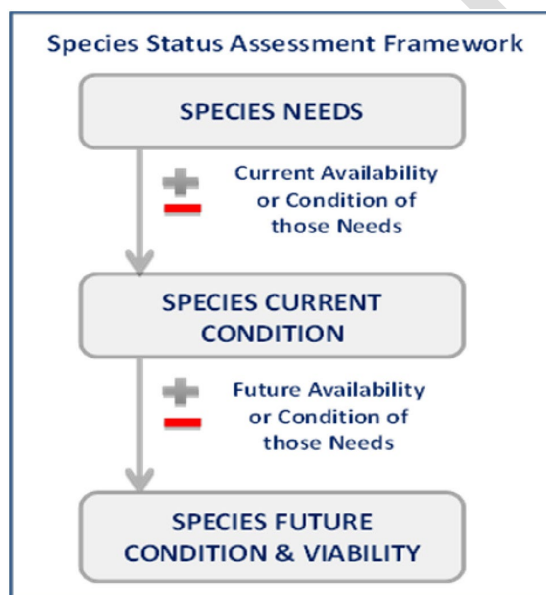 Species Status Assessment Framework
SPECIES NEEDS
Current Availability
or Condition of
those Needs
SPECIES CURRENT
CONDITION
Future Availability
or Condition of
those Needs
SPECIES FUTURE
CONDITION & VIABILITY